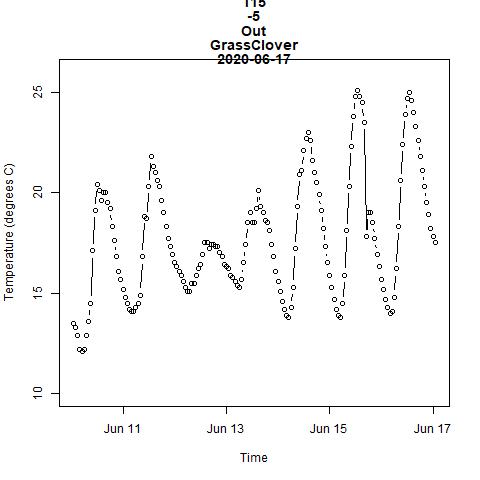 T15
-5
Out
GrassClover
2020-06-17
Temperature (degrees C)
25
20
15
10
Jun 11 Jun 13 Jun 15 Jun 17
Time